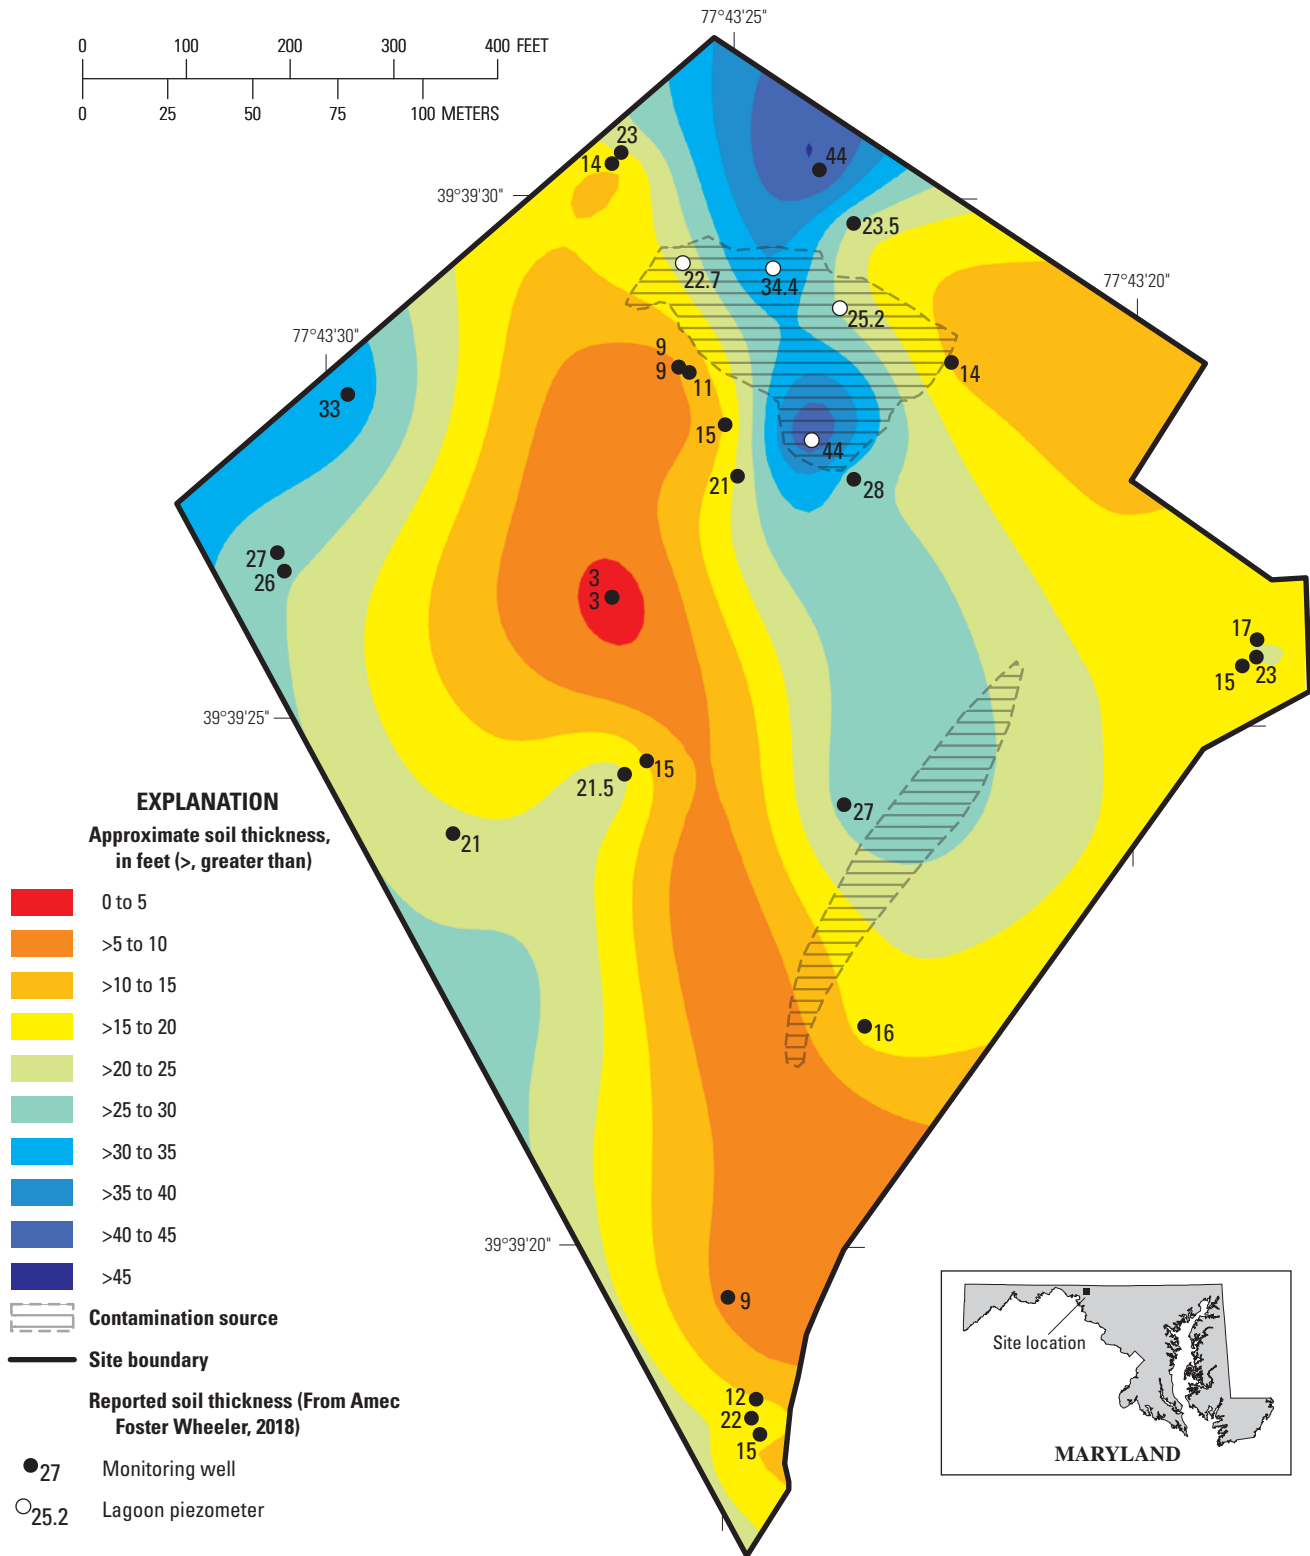 77°43'25"
0 100 200 300 400 FEET
0 25 50 75 100 METERS
23
14
44
39°39'30"
23.5
22.7
34.4
77°43'20"
25.2
77°43'30"
9
9
11
14
33
15
44
21
28
27
26
3
3
17
23
15
39°39'25"
15
21.5
27
21
16
EXPLANATION
Approximate soil thickness,
in feet (>, greater than)
0 to 5
>5 to 10
>10 to 15
>15 to 20
>20 to 25
>25 to 30
>30 to 35
>35 to 40
>40 to 45
>45
Contamination source
Site boundary
Reported soil thickness (From Amec
Foster Wheeler, 2018)
27 Monitoring well
25.2 Lagoon piezometer
39°39'20"
9
12
22
15
Site location
MARYLAND